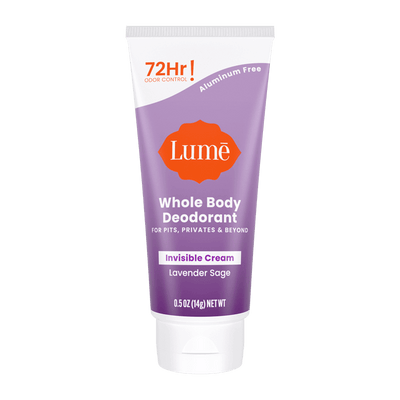 72Hr!
ODOR CONTROL
Aluminum Free
Lumē
Whole Body
Deodorant
FOR PITS, PRIVATES & BEYOND
Invisible Cream
Lavender Sage
0.5 OZ (14g) NET WT